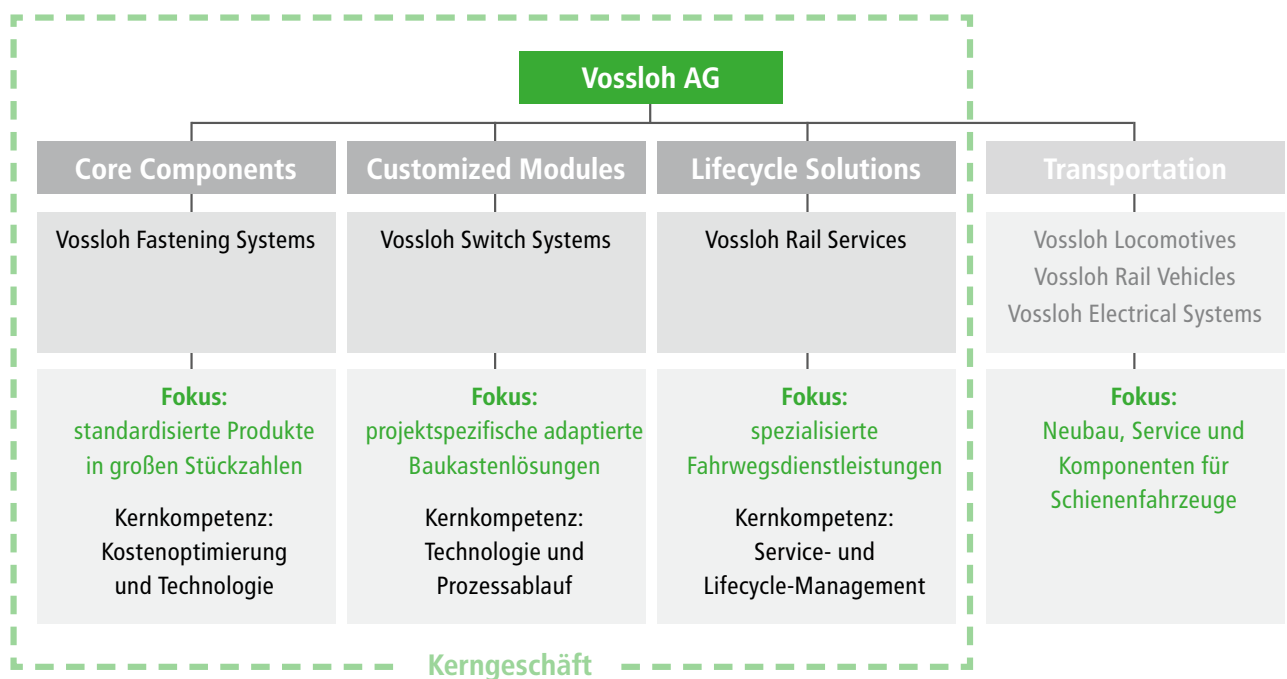 Vossloh AG
Core Components
Customized Modules
Lifecycle Solutions
Transportation
Vossloh Fastening Systems
Vossloh Switch Systems
Vossloh Rail Services
Vossloh Locomotives
Vossloh Rail Vehicles
Vossloh Electrical Systems
Fokus:
standardisierte Produkte
in großen Stückzahlen
Kernkompetenz:
Kostenoptimierung
und Technologie
Fokus:
projektspezifische adaptierte
Baukastenlösungen
Kernkompetenz:
Technologie und
Prozessablauf
Fokus:
spezialisierte
Fahrwegsdienstleistungen
Kernkompetenz:
Service- und
Lifecycle-Management
Fokus:
Neubau, Service und
Komponenten für
Schienenfahrzeuge
Kerngeschäft